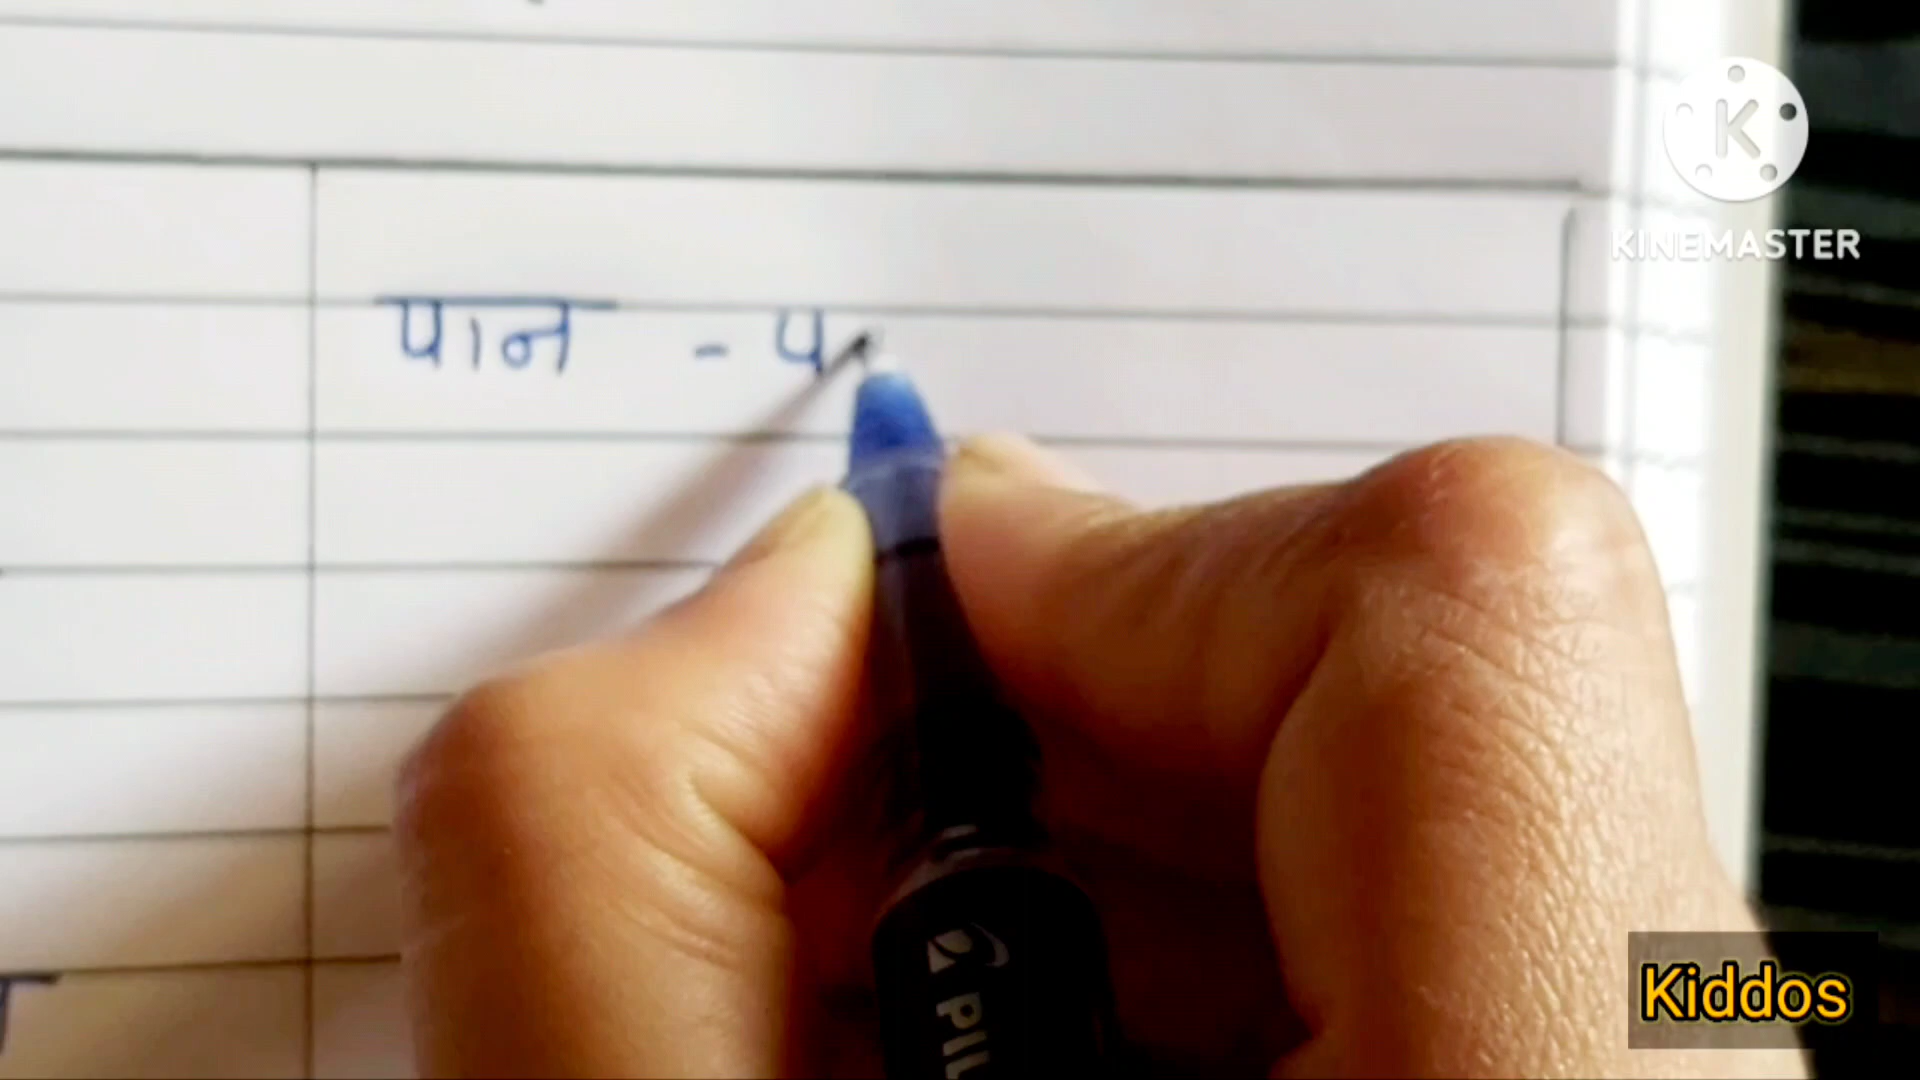 पान - प
K
KINEMASTER
Kiddos